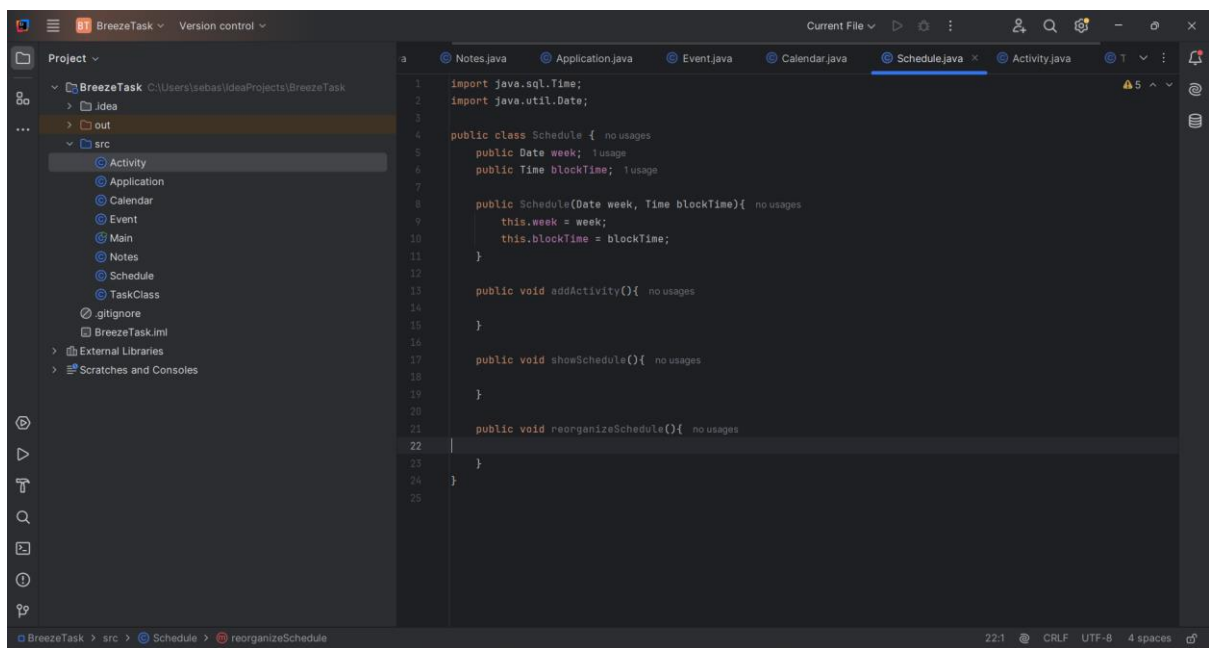 BT BreezeTask Version control Current File
Project
BreezeTask C:\Users\sebas\IdeaProjects\BreezeTask
.idea
out
src
Activity
Application
Calendar
Event
Main
Notes
Schedule
TaskClass
.gitignore
BreezeTask.iml
External Libraries
Scratches and Consoles
a Notes.java Application.java Event.java Calendar.java Schedule.java Activity.java T
5
1 import java.sql.Time;
2 import java.util.Date;
3
4 public class Schedule { no usages
5 public Date week; 1 usage
6 public Time blockTime; 1 usage
7
8 public Schedule(Date week, Time blockTime){ no usages
9 this.week = week;
10 this.blockTime = blockTime;
11 }
12
13 public void addActivity(){ no usages
14
15 }
16
17 public void showSchedule(){ no usages
18
19 }
20
21 public void reorganizeSchedule(){ no usages
22
23 }
24 }
25
BreezeTask > src > Schedule > reorganizeSchedule 22:1 CRLF UTF-8 4 spaces